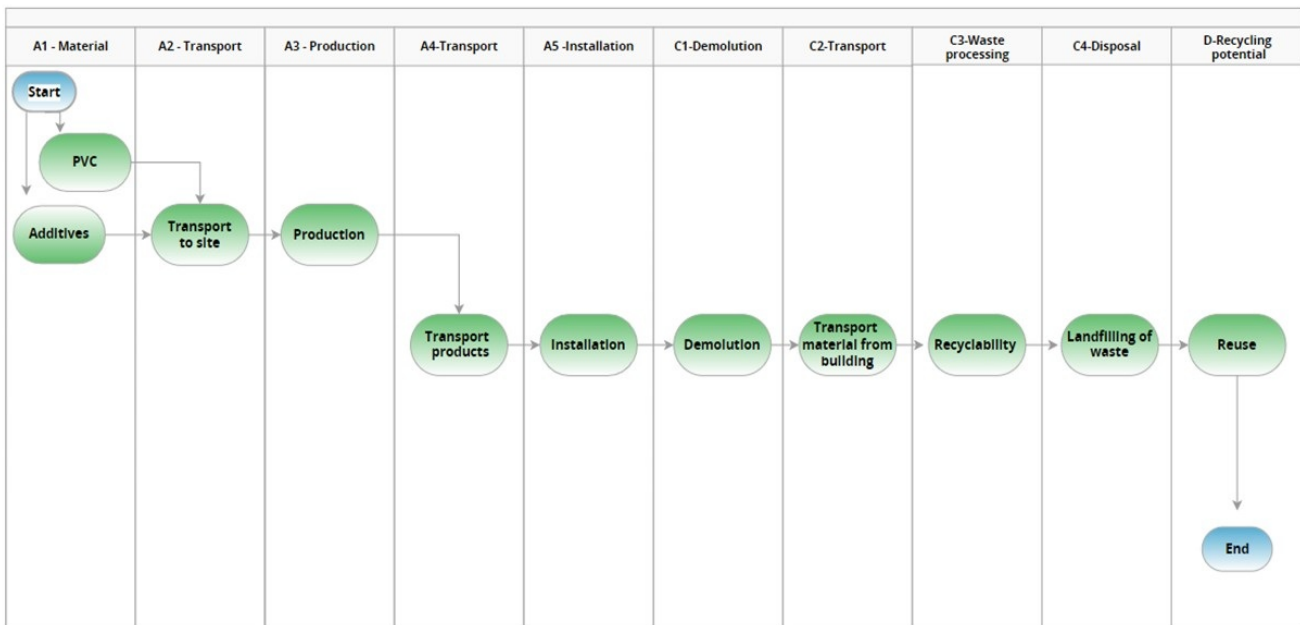 A1 - Material
A2 - Transport
A3 - Production
A4-Transport
A5 -Installation
C1-Demolution
C2-Transport
C3-Waste
processing
C4-Disposal
D-Recycling
potential
Start
PVC
Additives
Transport
to site
Production
Transport
products
Installation
Demolution
Transport
material from
building
Recyclability
Landfilling of
waste
Reuse
End